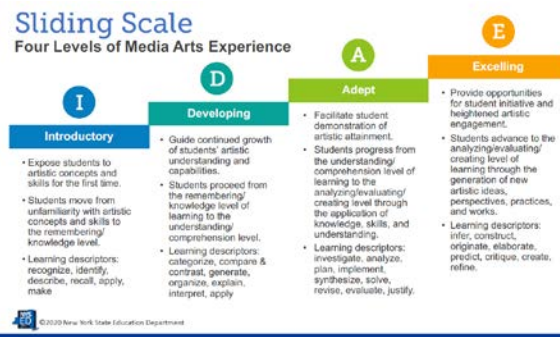 Sliding Scale
Four Levels of Media Arts Experience
I
Introductory
• Expose students to
artistic concepts and
skills for the first time.
• Students move from
unfamiliarity with artistic
concepts and skills to
the remembering/
knowledge level.
• Learning descriptors:
recognize, identify,
describe, recall, apply,
make
D
Developing
• Guide continued growth
of students' artistic
understanding and
capabilities.
• Students proceed from
the remembering/
knowledge level of
learning to the
understanding/
comprehension level.
• Learning descriptors:
categorize, compare &
contrast, generate,
organize, explain,
interpret, apply
A
Adept
• Facilitate student
demonstration of
artistic attainment.
• Students progress from
the understanding/
comprehension level of
learning to the
analyzing/evaluating/
creating level through
the application of
knowledge, skills, and
understanding.
• Learning descriptors:
investigate, analyze,
plan, implement,
synthesize, solve,
revise, evaluate, justify.
E
Excelling
• Provide opportunities
for student initiative and
heightened artistic
engagement.
• Students advance to the
analyzing/evaluating/
creating level of
learning through the
generation of new
artistic ideas,
perspectives, practices,
and works.
• Learning descriptors:
infer, construct,
originate, elaborate,
predict, critique, create,
refine.
NYS
ED
©2020 New York State Education Department